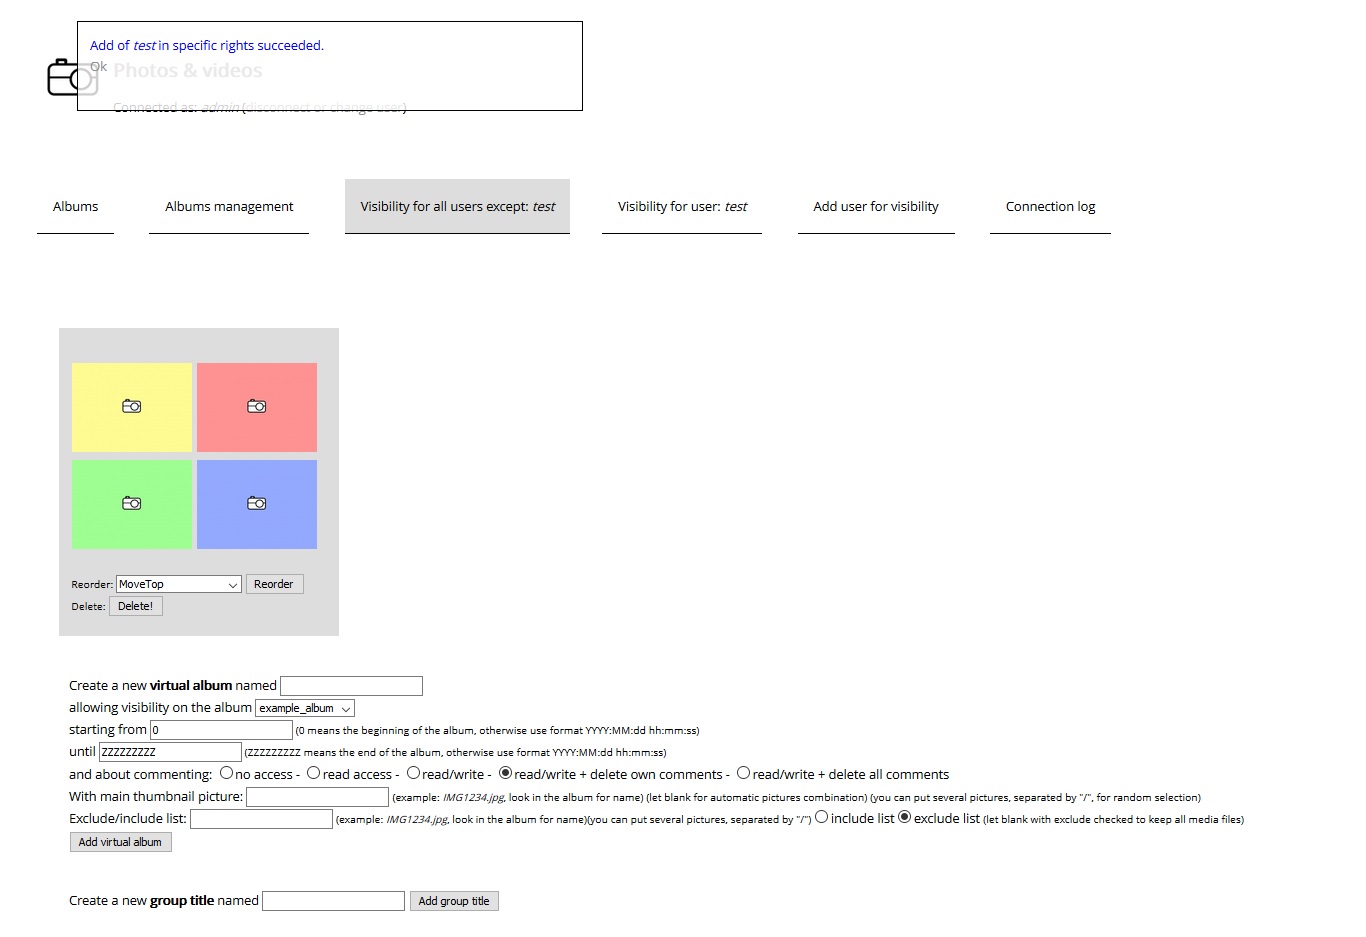 Add of test in specific rights succeeded.
Ok
Photos & videos
Connected as: admin (disconnect or change user)
Albums
Albums management
Visibility for all users except: test
Visibility for user: test
Add user for visibility
Connection log
Reorder: MoveTop Reorder
Delete: Delete!
Create a new virtual album named
allowing visibility on the album example_album
starting from 0 (0 means the beginning of the album, otherwise use format YYYY:MM:dd hh:mm:ss)
until ZZZZZZZZZ (ZZZZZZZZZ means the end of the album, otherwise use format YYYY:MM:dd hh:mm:ss)
and about commenting: no access - read access - read/write - read/write + delete own comments - read/write + delete all comments
With main thumbnail picture: (example: IMG1234.jpg, look in the album for name) (let blank for automatic pictures combination) (you can put several pictures, separated by "/", for random selection)
Exclude/include list: (example: IMG1234.jpg, look in the album for name)(you can put several pictures, separated by "/") include list exclude list (let blank with exclude checked to keep all media files)
Add virtual album
Create a new group title named Add group title